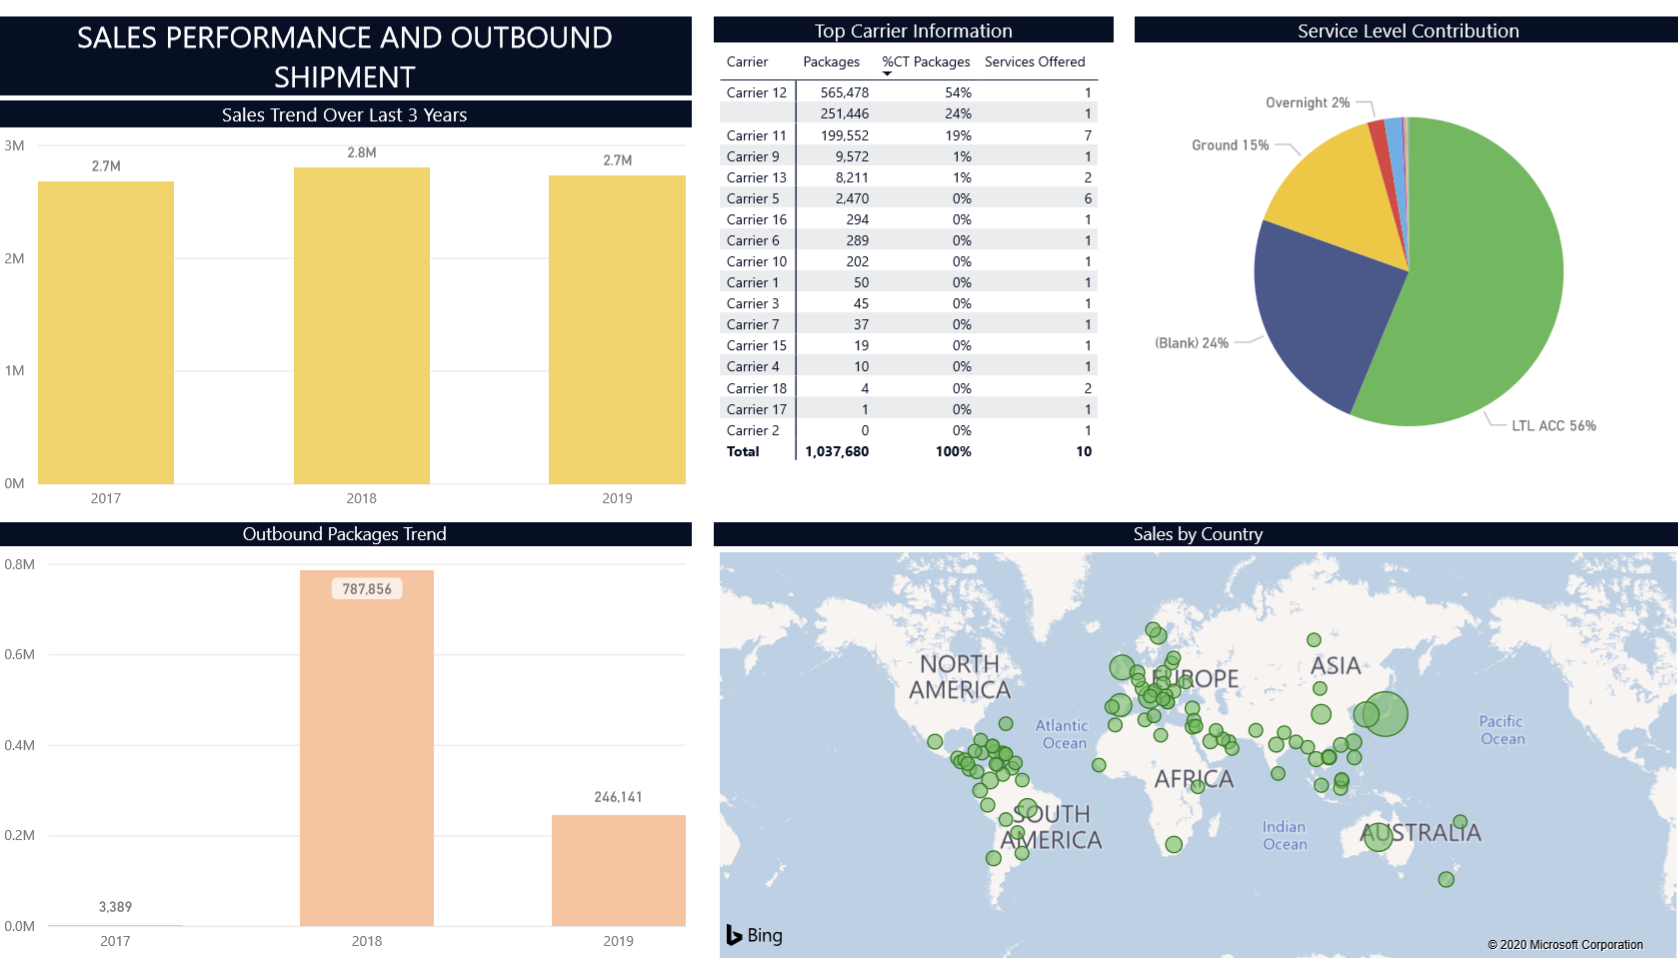 SALES PERFORMANCE AND OUTBOUND
SHIPMENT
Sales Trend Over Last 3 Years
3M
2M
1M
0M
2.7M
2.8M
2.7M
2017 2018 2019
Top Carrier Information
Carrier Packages %CT Packages Services Offered
Carrier 12 565,478 54% 1
251,446 24% 1
Carrier 11 199,552 19% 7
Carrier 9 9,572 1% 1
Carrier 13 8,211 1% 2
Carrier 5 2,470 0% 6
Carrier 16 294 0% 1
Carrier 6 289 0% 1
Carrier 10 202 0% 1
Carrier 1 50 0% 1
Carrier 3 45 0% 1
Carrier 7 37 0% 1
Carrier 15 19 0% 1
Carrier 4 10 0% 1
Carrier 18 4 0% 2
Carrier 17 1 0% 1
Carrier 2 0 0% 1
Total 1,037,680 100% 10
Service Level Contribution
Overnight 2%
Ground 15%
(Blank) 24%
LTL ACC 56%
Outbound Packages Trend
0.8M
0.6M
0.4M
0.2M
0.0M
3,389
787,856
246,141
2017 2018 2019
Sales by Country
NORTH
AMERICA
EUROPE
ASIA
Atlantic
Ocean
Pacific
Ocean
AFRICA
SOUTH
AMERICA
Indian
Ocean
AUSTRALIA
Bing
© 2020 Microsoft Corporation